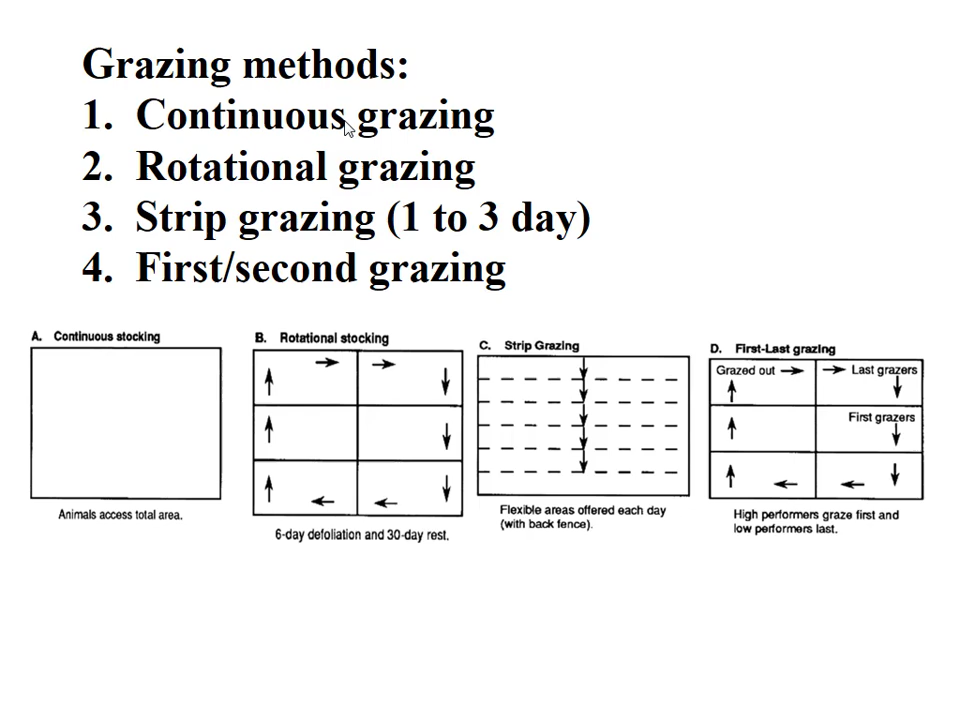 Grazing methods:
1. Continuous grazing
2. Rotational grazing
3. Strip grazing (1 to 3 day)
4. First/second grazing
A. Continuous stocking
Animals access total area.
B. Rotational stocking
6-day defoliation and 30-day rest.
C. Strip Grazing
Flexible areas offered each day
(with back fence).
D. First-Last grazing
Grazed out
Last grazers
First grazers
High performers graze first and
low performers last.